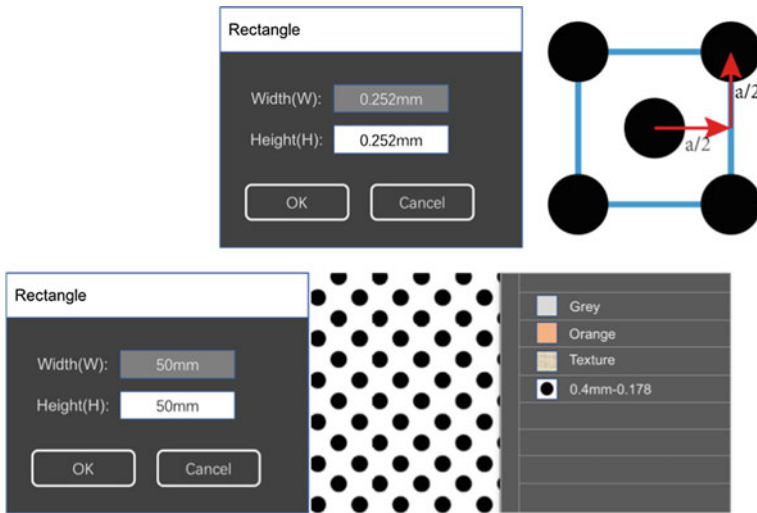 Rectangle
Width(W): 0.252mm
Height(H): 0.252mm
OK Cancel
a/2
a/2
Rectangle
Width(W): 50mm
Height(H): 50mm
OK Cancel
Grey
Orange
Texture
0.4mm-0.178